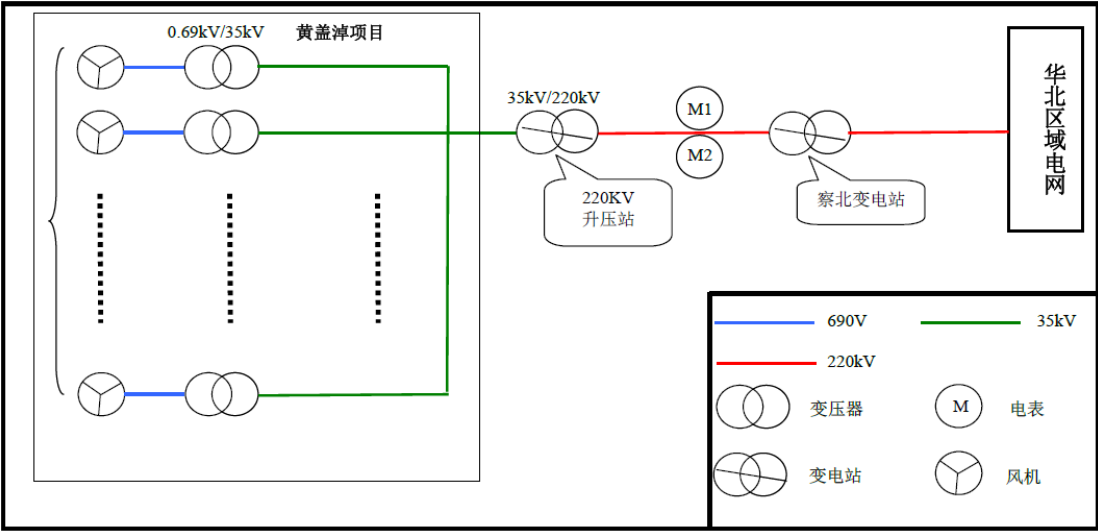 0.69kV/35kV
黄盖淖项目
35kV/220kV
M1
M2
220KV
升压站
察北变电站
华北区域电网
690V
35kV
220kV
变压器
M
电表
变电站
风机